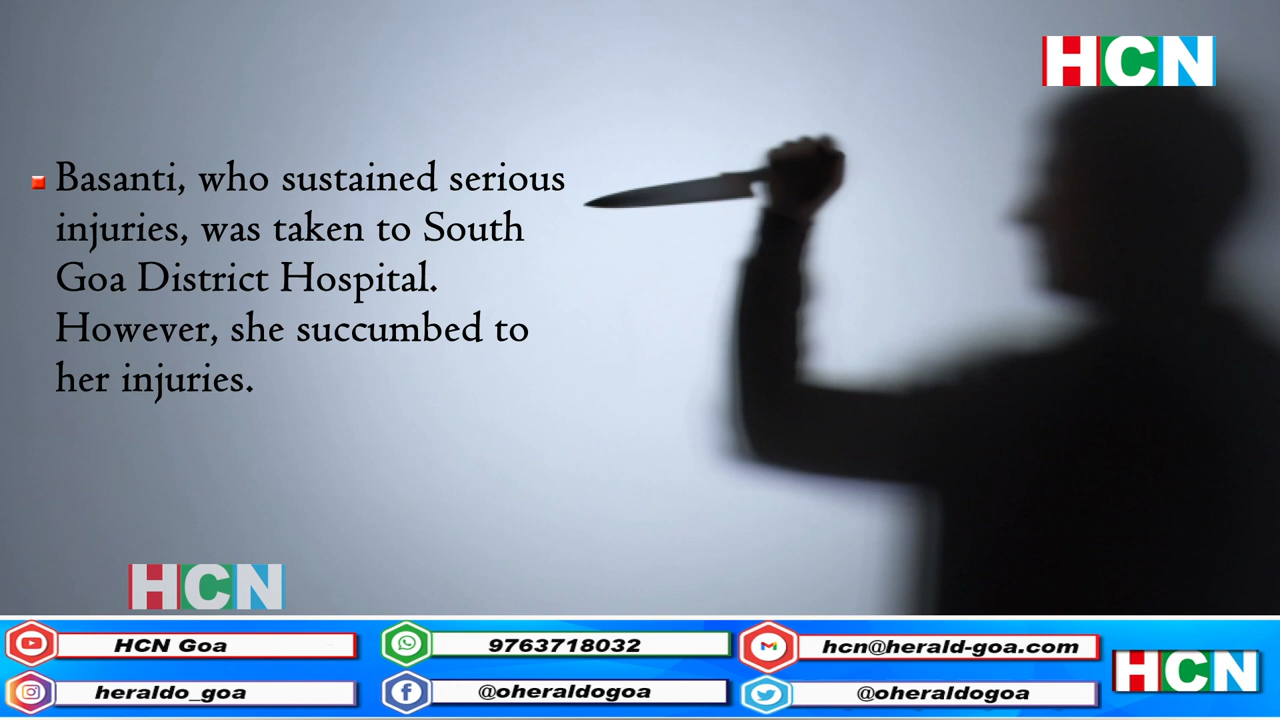 HCN
Basanti, who sustained serious
injuries, was taken to South
Goa District Hospital.
However, she succumbed to
her injuries.
HCN
HCN Goa
9763718032
hcn@herald-goa.com
HCN
heraldo_goa
@oheraldogoa
@oheraldogoa